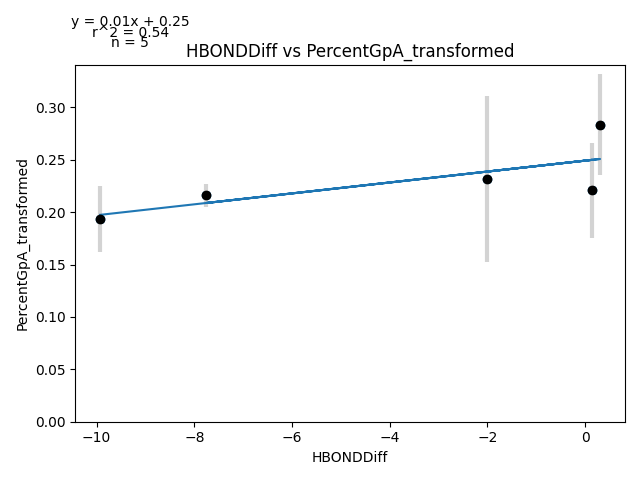 y = 0.01x + 0.25
r^2 = 0.54
n = 5
HBONDDiff vs PercentGpA_transformed
PercentGpA_transformed
0.30
0.25
0.20
0.15
0.10
0.05
0.00
−10
−8
−6
−4
−2
0
HBONDDiff